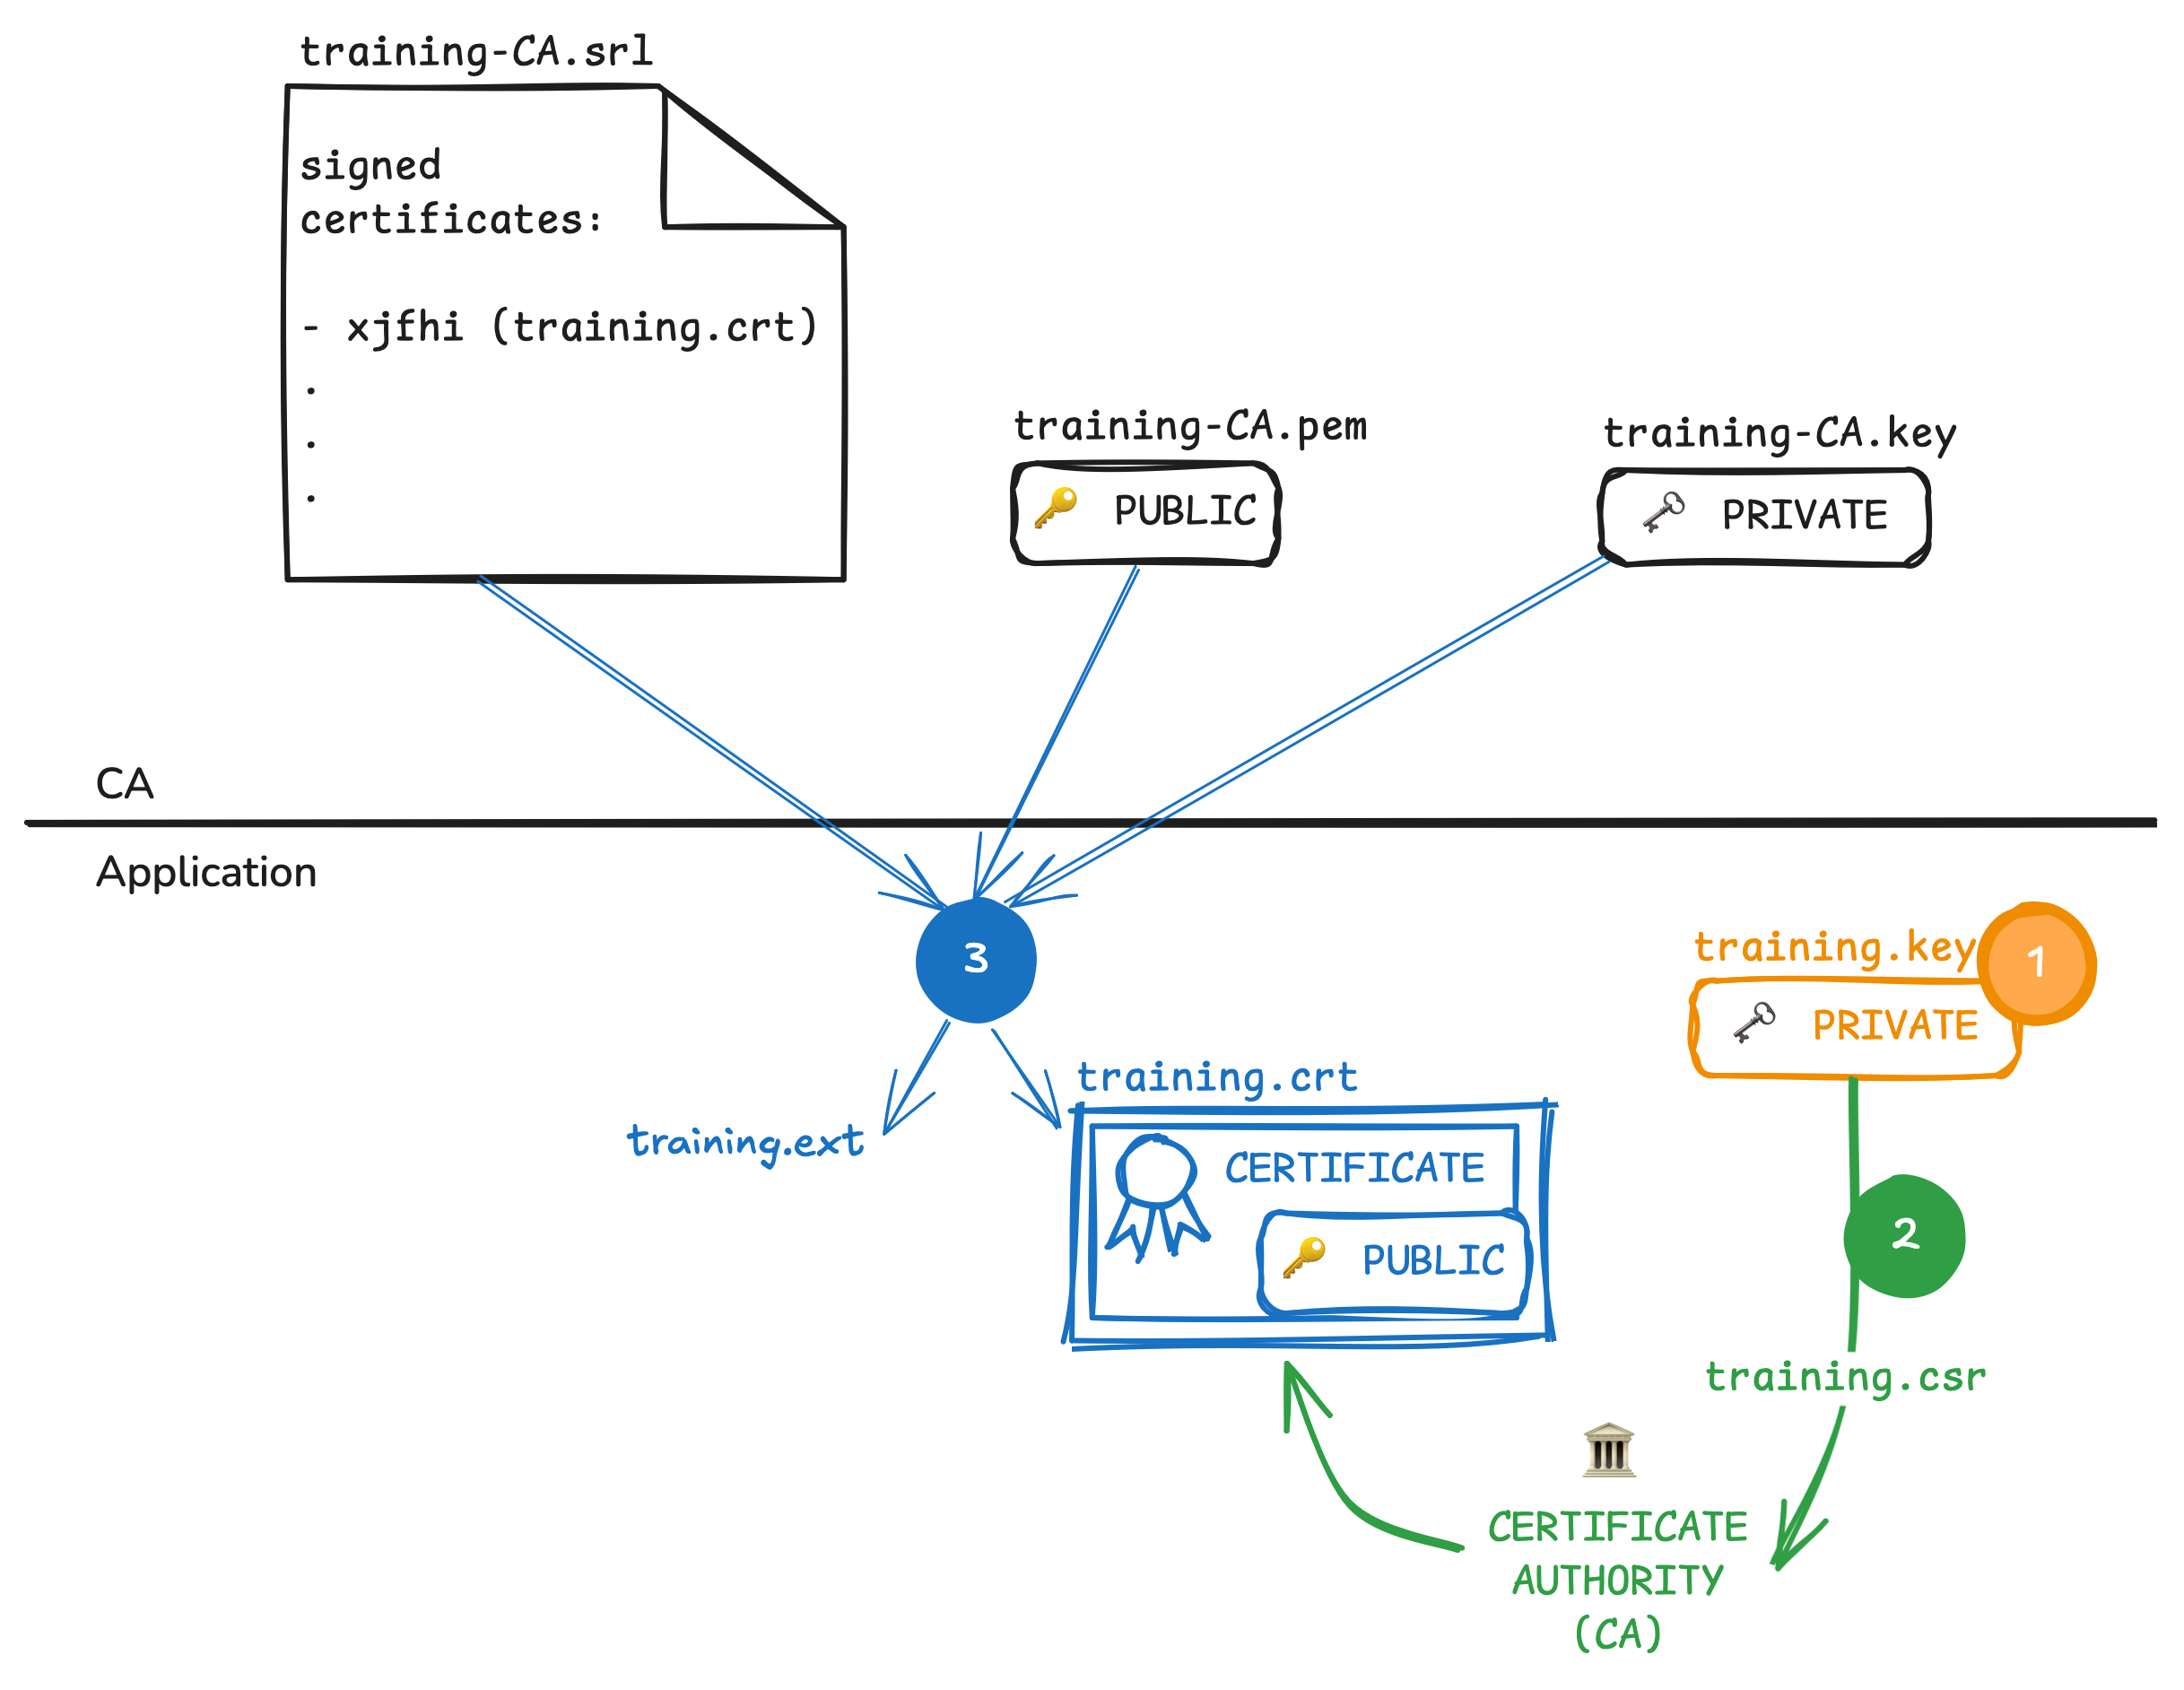 training-CA.srl
signed
certificates:
- xjfhi (training.crt)
.
.
.
training-CA.pem
PUBLIC
training-CA.key
PRIVATE
CA
Application
3
training.key
1
PRIVATE
training.crt
training.ext
CERTIFICATE
PUBLIC
2
training.csr
CERTIFICATE
AUTHORITY
(CA)